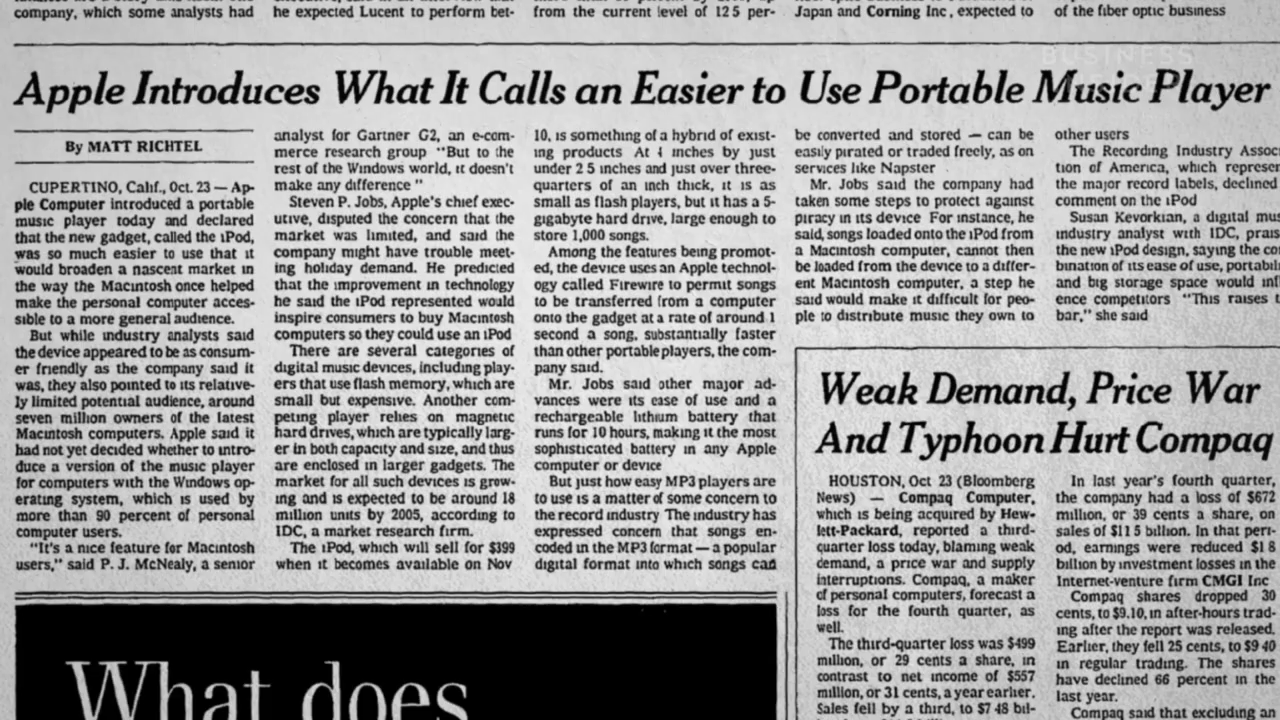 company, which some analysts had
he expected Lucent to perform bet-
from the current level of 12 5 per-
Japan and Corning Inc, expected to
of the fiber optic business
BUSINESS
Apple Introduces What It Calls an Easier to Use Portable Music Player
By MATT RICHTEL
CUPERTINO, Calif., Oct. 23 — Ap-
ple Computer introduced a portable
music player today and declared
that the new gadget, called the iPod,
was so much easier to use that it
would broaden a nascent market in
the way the Macintosh once helped
make the personal computer acces-
sible to a more general audience.
But while industry analysts said
the device appeared to be as consum-
er friendly as the company said it
was, they also pointed to its relative-
ly limited potential audience, around
seven million owners of the latest
Macintosh computers. Apple said it
had not yet decided whether to intro-
duce a version of the music player
for computers with the Windows op-
erating system, which is used by
more than 90 percent of personal
computer users.
"It's a nice feature for Macintosh
users," said P. J. McNealy, a senior
analyst for Gartner G2, an e-com-
merce research group "But to the
rest of the Windows world, it doesn't
make any difference "
Steven P. Jobs, Apple's chief exec-
utive, disputed the concern that the
market was limited, and said the
company might have trouble meet-
ing holiday demand. He predicted
that the improvement in technology
he said the iPod represented would
inspire consumers to buy Macintosh
computers so they could use an iPod
There are several categories of
digital music devices, including play-
ers that use flash memory, which are
small but expensive. Another com-
peting player relies on magnetic
hard drives, which are typically larg-
er in both capacity and size, and thus
are enclosed in larger gadgets. The
market for all such devices is grow-
ing and is expected to be around 18
million units by 2005, according to
IDC, a market research firm.
The iPod, which will sell for $399
when it becomes available on Nov
10, is something of a hybrid of exist-
ing products At 4 inches by just
under 2 5 inches and just over three-
quarters of an inch thick, it is as
small as flash players, but it has a 5-
gigabyte hard drive, large enough to
store 1,000 songs.
Among the features being promot-
ed, the device uses an Apple technol-
ogy called Firewire to permit songs
to be transferred from a computer
onto the gadget at a rate of around 1
second a song, substantially faster
than other portable players, the com-
pany said.
Mr. Jobs said other major ad-
vances were its ease of use and a
rechargeable lithium battery that
runs for 10 hours, making it the most
sophisticated battery in any Apple
computer or device
But just how easy MP3 players are
to use is a matter of some concern to
the record industry The industry has
expressed concern that songs en-
coded in the MP3 format — a popular
digital format into which songs can
be converted and stored — can be
easily pirated or traded freely, as on
services like Napster
Mr. Jobs said the company had
taken some steps to protect against
piracy in its device For instance, he
said, songs loaded onto the iPod from
a Macintosh computer, cannot then
be loaded from the device to a differ-
ent Macintosh computer, a step he
said would make it difficult for peo-
ple to distribute music they own to
other users
The Recording Industry Assoc
tion of America, which represer
the major record labels, declined
comment on the iPod
Susan Kevorkian, a digital mus
industry analyst with IDC, prais
the new iPod design, saying the co
bination of its ease of use, portabil
and big storage space would infl
ence competitors "This raises t
bar," she said
Weak Demand, Price War
And Typhoon Hurt Compaq
HOUSTON, Oct 23 (Bloomberg
News) — Compaq Computer,
which is being acquired by Hew-
lett-Packard, reported a third-
quarter loss today, blaming weak
demand, a price war and supply
interruptions. Compaq, a maker
of personal computers, forecast a
loss for the fourth quarter, as
well.
The third-quarter loss was $499
million, or 29 cents a share, in
contrast to net income of $557
million, or 31 cents, a year earlier.
Sales fell by a third, to $7 48 bil-
In last year's fourth quarter,
the company had a loss of $672
million, or 39 cents a share, on
sales of $11 5 billion. In that peri-
od, earnings were reduced $1 8
billion by investment losses in the
Internet-venture firm CMGI Inc
Compaq shares dropped 30
cents, to $9.10, in after-hours trad-
ing after the report was released.
Earlier, they fell 25 cents, to $9 40
in regular trading. The shares
have declined 66 percent in the
last year.
Compaq said that excluding an
What does